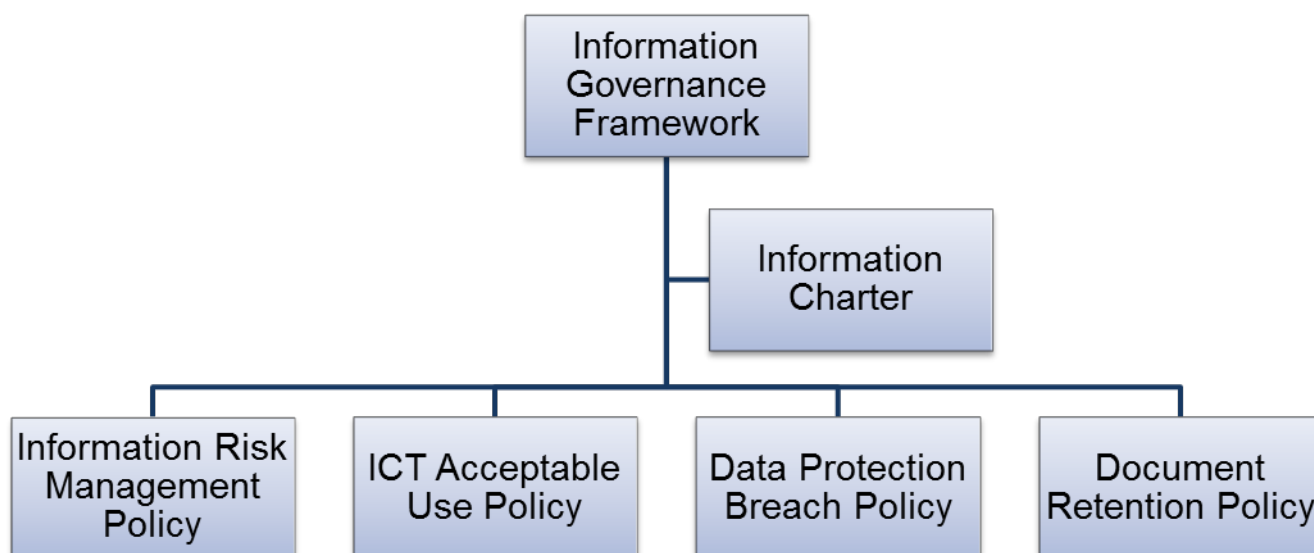 Information
Governance
Framework
Information
Charter
Information Risk
Management
Policy
ICT Acceptable
Use Policy
Data Protection
Breach Policy
Document
Retention Policy